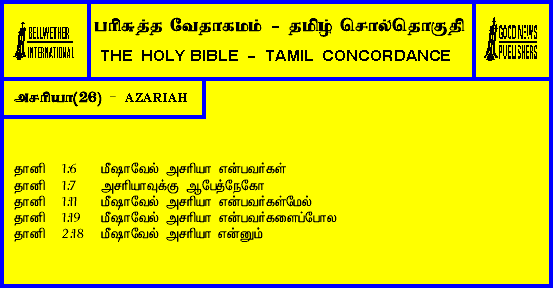 BELLWETHER
INTERNATIONAL
பரிசுத்த வேதாகமம் - தமிழ் சொல்தொகுதி
THE HOLY BIBLE - TAMIL CONCORDANCE
GOOD NEWS
PUBLISHERS
அசரியா(26) - AZARIAH
தானி 1:6 மீஷாவேல் அசரியா என்பவர்கள்
தானி 1:7 அசரியாவுக்கு ஆபேத்நேகோ
தானி 1:11 மீஷாவேல் அசரியா என்பவர்கள்மேல்
தானி 1:19 மீஷாவேல் அசரியா என்பவர்களைப்போல
தானி 2:18 மீஷாவேல் அசரியா என்னும்